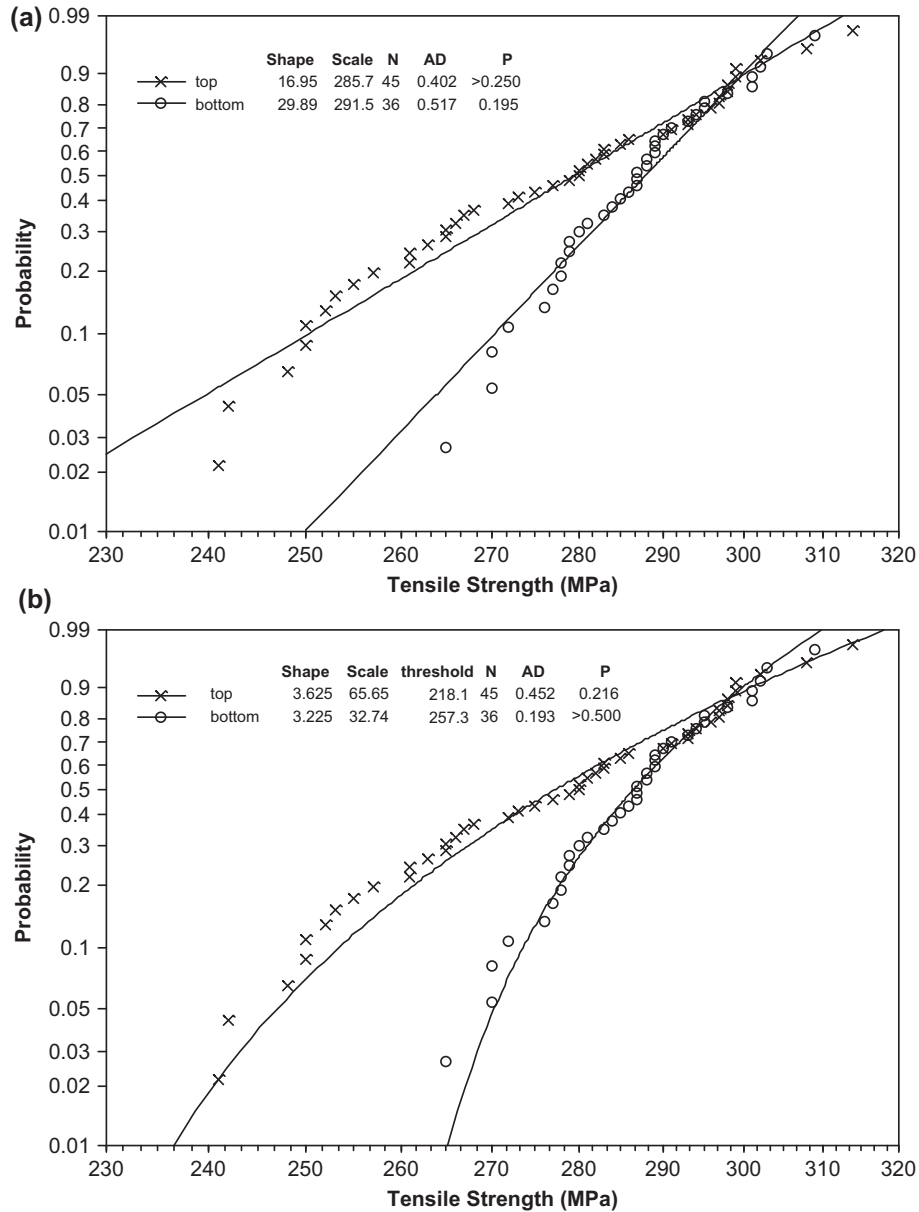 (a)
0.99
0.9
0.8
0.7
0.6
0.5
0.4
0.3
0.2
0.1
0.05
0.03
0.02
0.01
Probability
Shape Scale N AD P
top 16.95 285.7 45 0.402 >0.250
bottom 29.89 291.5 36 0.517 0.195
230 240 250 260 270 280 290 300 310 320
Tensile Strength (MPa)
(b)
0.99
0.9
0.8
0.7
0.6
0.5
0.4
0.3
0.2
0.1
0.05
0.03
0.02
0.01
Probability
Shape Scale threshold N AD P
top 3.625 65.65 218.1 45 0.452 0.216
bottom 3.225 32.74 257.3 36 0.193 >0.500
230 240 250 260 270 280 290 300 310 320
Tensile Strength (MPa)